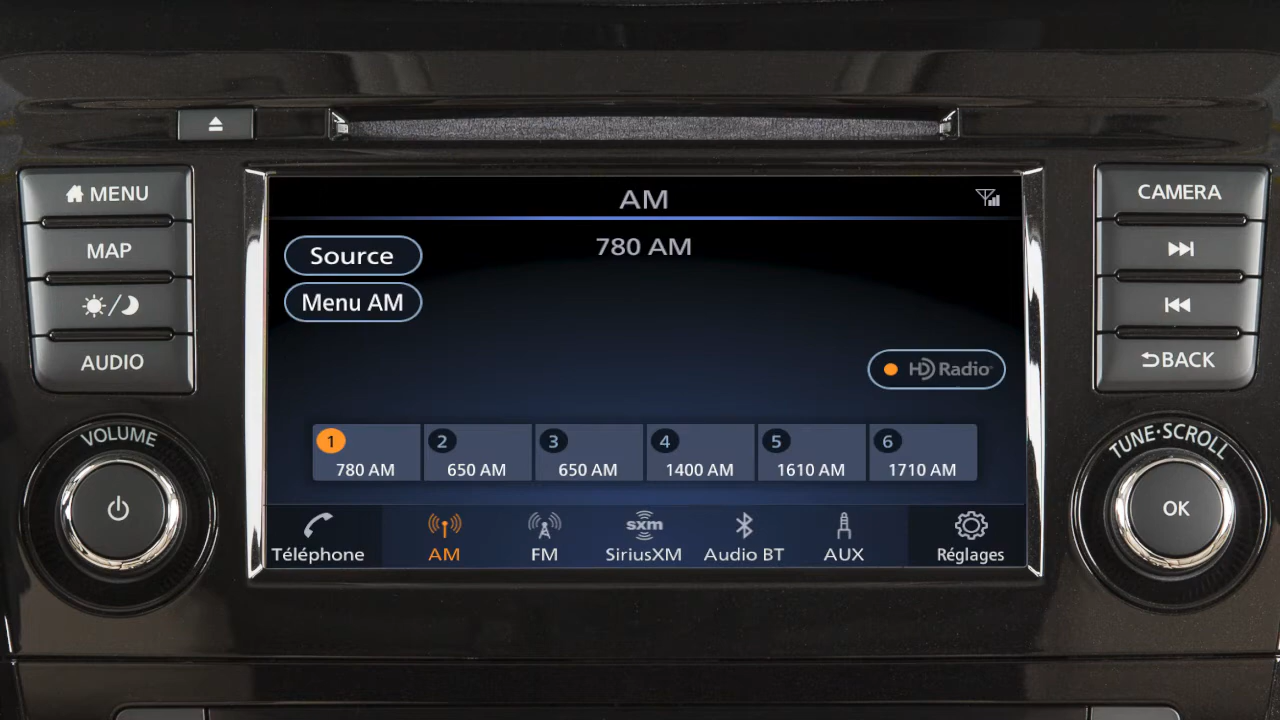 MENU
MAP
AUDIO
VOLUME
AM
Source
780 AM
Menu AM
HD Radio
1
2
3
4
5
6
780 AM
650 AM
650 AM
1400 AM
1610 AM
1710 AM
sxm
Téléphone
AM
FM
SiriusXM
Audio BT
AUX
Réglages
CAMERA
BACK
TUNE·SCROLL
OK